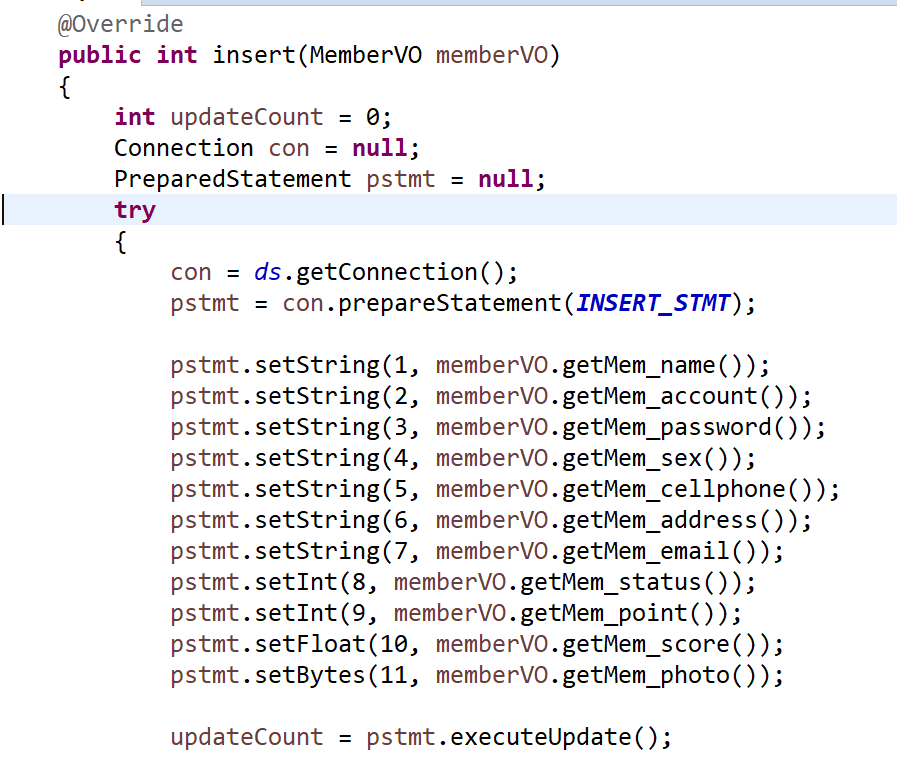 @Override
public int insert(MemberVO memberVO)
{
int updateCount = 0;
Connection con = null;
PreparedStatement pstmt = null;
try
{
con = ds.getConnection();
pstmt = con.prepareStatement(INSERT_STMT);
pstmt.setString(1, memberVO.getMem_name());
pstmt.setString(2, memberVO.getMem_account());
pstmt.setString(3, memberVO.getMem_password());
pstmt.setString(4, memberVO.getMem_sex());
pstmt.setString(5, memberVO.getMem_cellphone());
pstmt.setString(6, memberVO.getMem_address());
pstmt.setString(7, memberVO.getMem_email());
pstmt.setInt(8, memberVO.getMem_status());
pstmt.setInt(9, memberVO.getMem_point());
pstmt.setFloat(10, memberVO.getMem_score());
pstmt.setBytes(11, memberVO.getMem_photo());
updateCount = pstmt.executeUpdate();